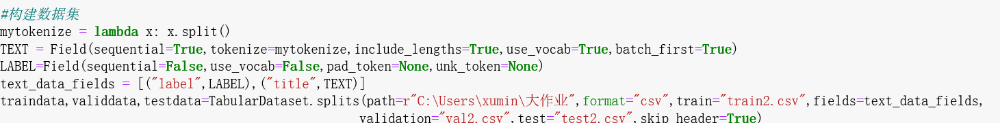 #构建数据集
mytokenize = lambda x: x.split()
TEXT = Field(sequential=True,tokenize=mytokenize,include_lengths=True,use_vocab=True,batch_first=True)
LABEL=Field(sequential=False,use_vocab=False,pad_token=None,unk_token=None)
text_data_fields = [("label",LABEL),("title",TEXT)]
traindata,validdata,testdata=TabularDataset.splits(path=r"C:\Users\xumin\大作业",format="csv",train="train2.csv",fields=text_data_fields,
validation="val2.csv",test="test2.csv",skip_header=True)